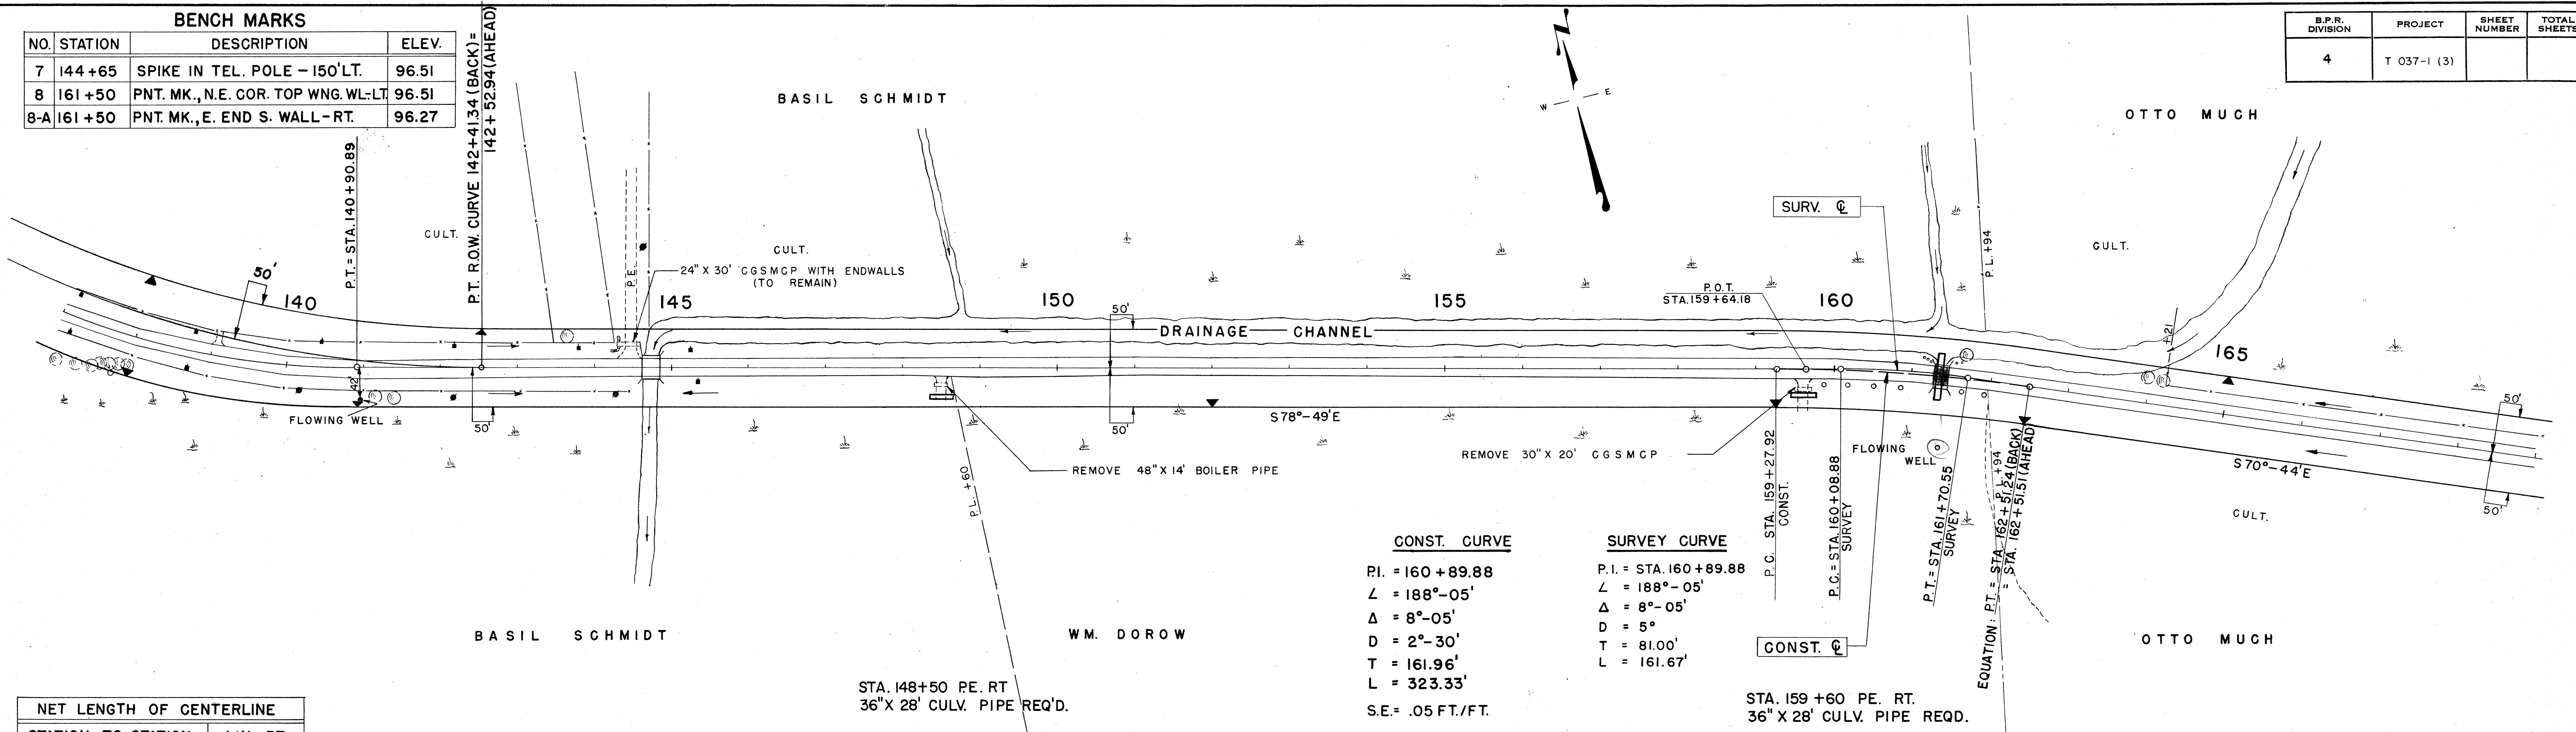 BENCH MARKS
NO. STATION DESCRIPTION ELEV.
7 144+65 SPIKE IN TEL. POLE - 150' LT. 96.51
8 161+50 PNT. MK., N.E. COR. TOP WNG. WL.-LT. 96.51
8-A 161+50 PNT. MK., E. END S. WALL - RT. 96.27
B.P.R. DIVISION PROJECT SHEET NUMBER TOTAL SHEETS
4 T 037-1 (3)
P.T. = STA. 140+90.89
P.T. R.O.W. CURVE 142+41.34 (BACK)=
142+52.94 (AHEAD)
BASIL SCHMIDT
OTTO MUCH
N
W E
CULT.
CULT.
CULT.
24" X 30' CGSMCP WITH ENDWALLS
(TO REMAIN)
P.E.
SURV. ℄
P.L. +94
+21
50'
140
145
150
155
160
165
P.O.T.
STA. 159+64.18
50'
DRAINAGE CHANNEL
42'
FLOWING WELL
50'
50'
S78°-49'E
50'
S70°-44'E
50'
CULT.
REMOVE 48" X 14' BOILER PIPE
REMOVE 30" X 20' CGSMCP
FLOWING
WELL
P.L. +60
P.C. STA. 159+27.92
CONST.
P.C. = STA. 160+08.88
SURVEY
P.T. = STA. 161+70.55
SURVEY
P.L. +94
EQUATION: P.T. = STA. 162+51.24 (BACK)
= STA. 162+51.51 (AHEAD)
BASIL SCHMIDT
WM. DOROW
OTTO MUCH
CONST. CURVE
P.I. = 160+89.88
∠ = 188°-05'
Δ = 8°-05'
D = 2°-30'
T = 161.96'
L = 323.33'
S.E. = .05 FT./FT.
SURVEY CURVE
P.I. = STA. 160+89.88
∠ = 188°-05'
Δ = 8°-05'
D = 5°
T = 81.00'
L = 161.67'
CONST. ℄
STA. 148+50 P.E. RT
36" X 28' CULV. PIPE REQ'D.
STA. 159+60 P.E. RT.
36" X 28' CULV. PIPE REQD.
NET LENGTH OF CENTERLINE